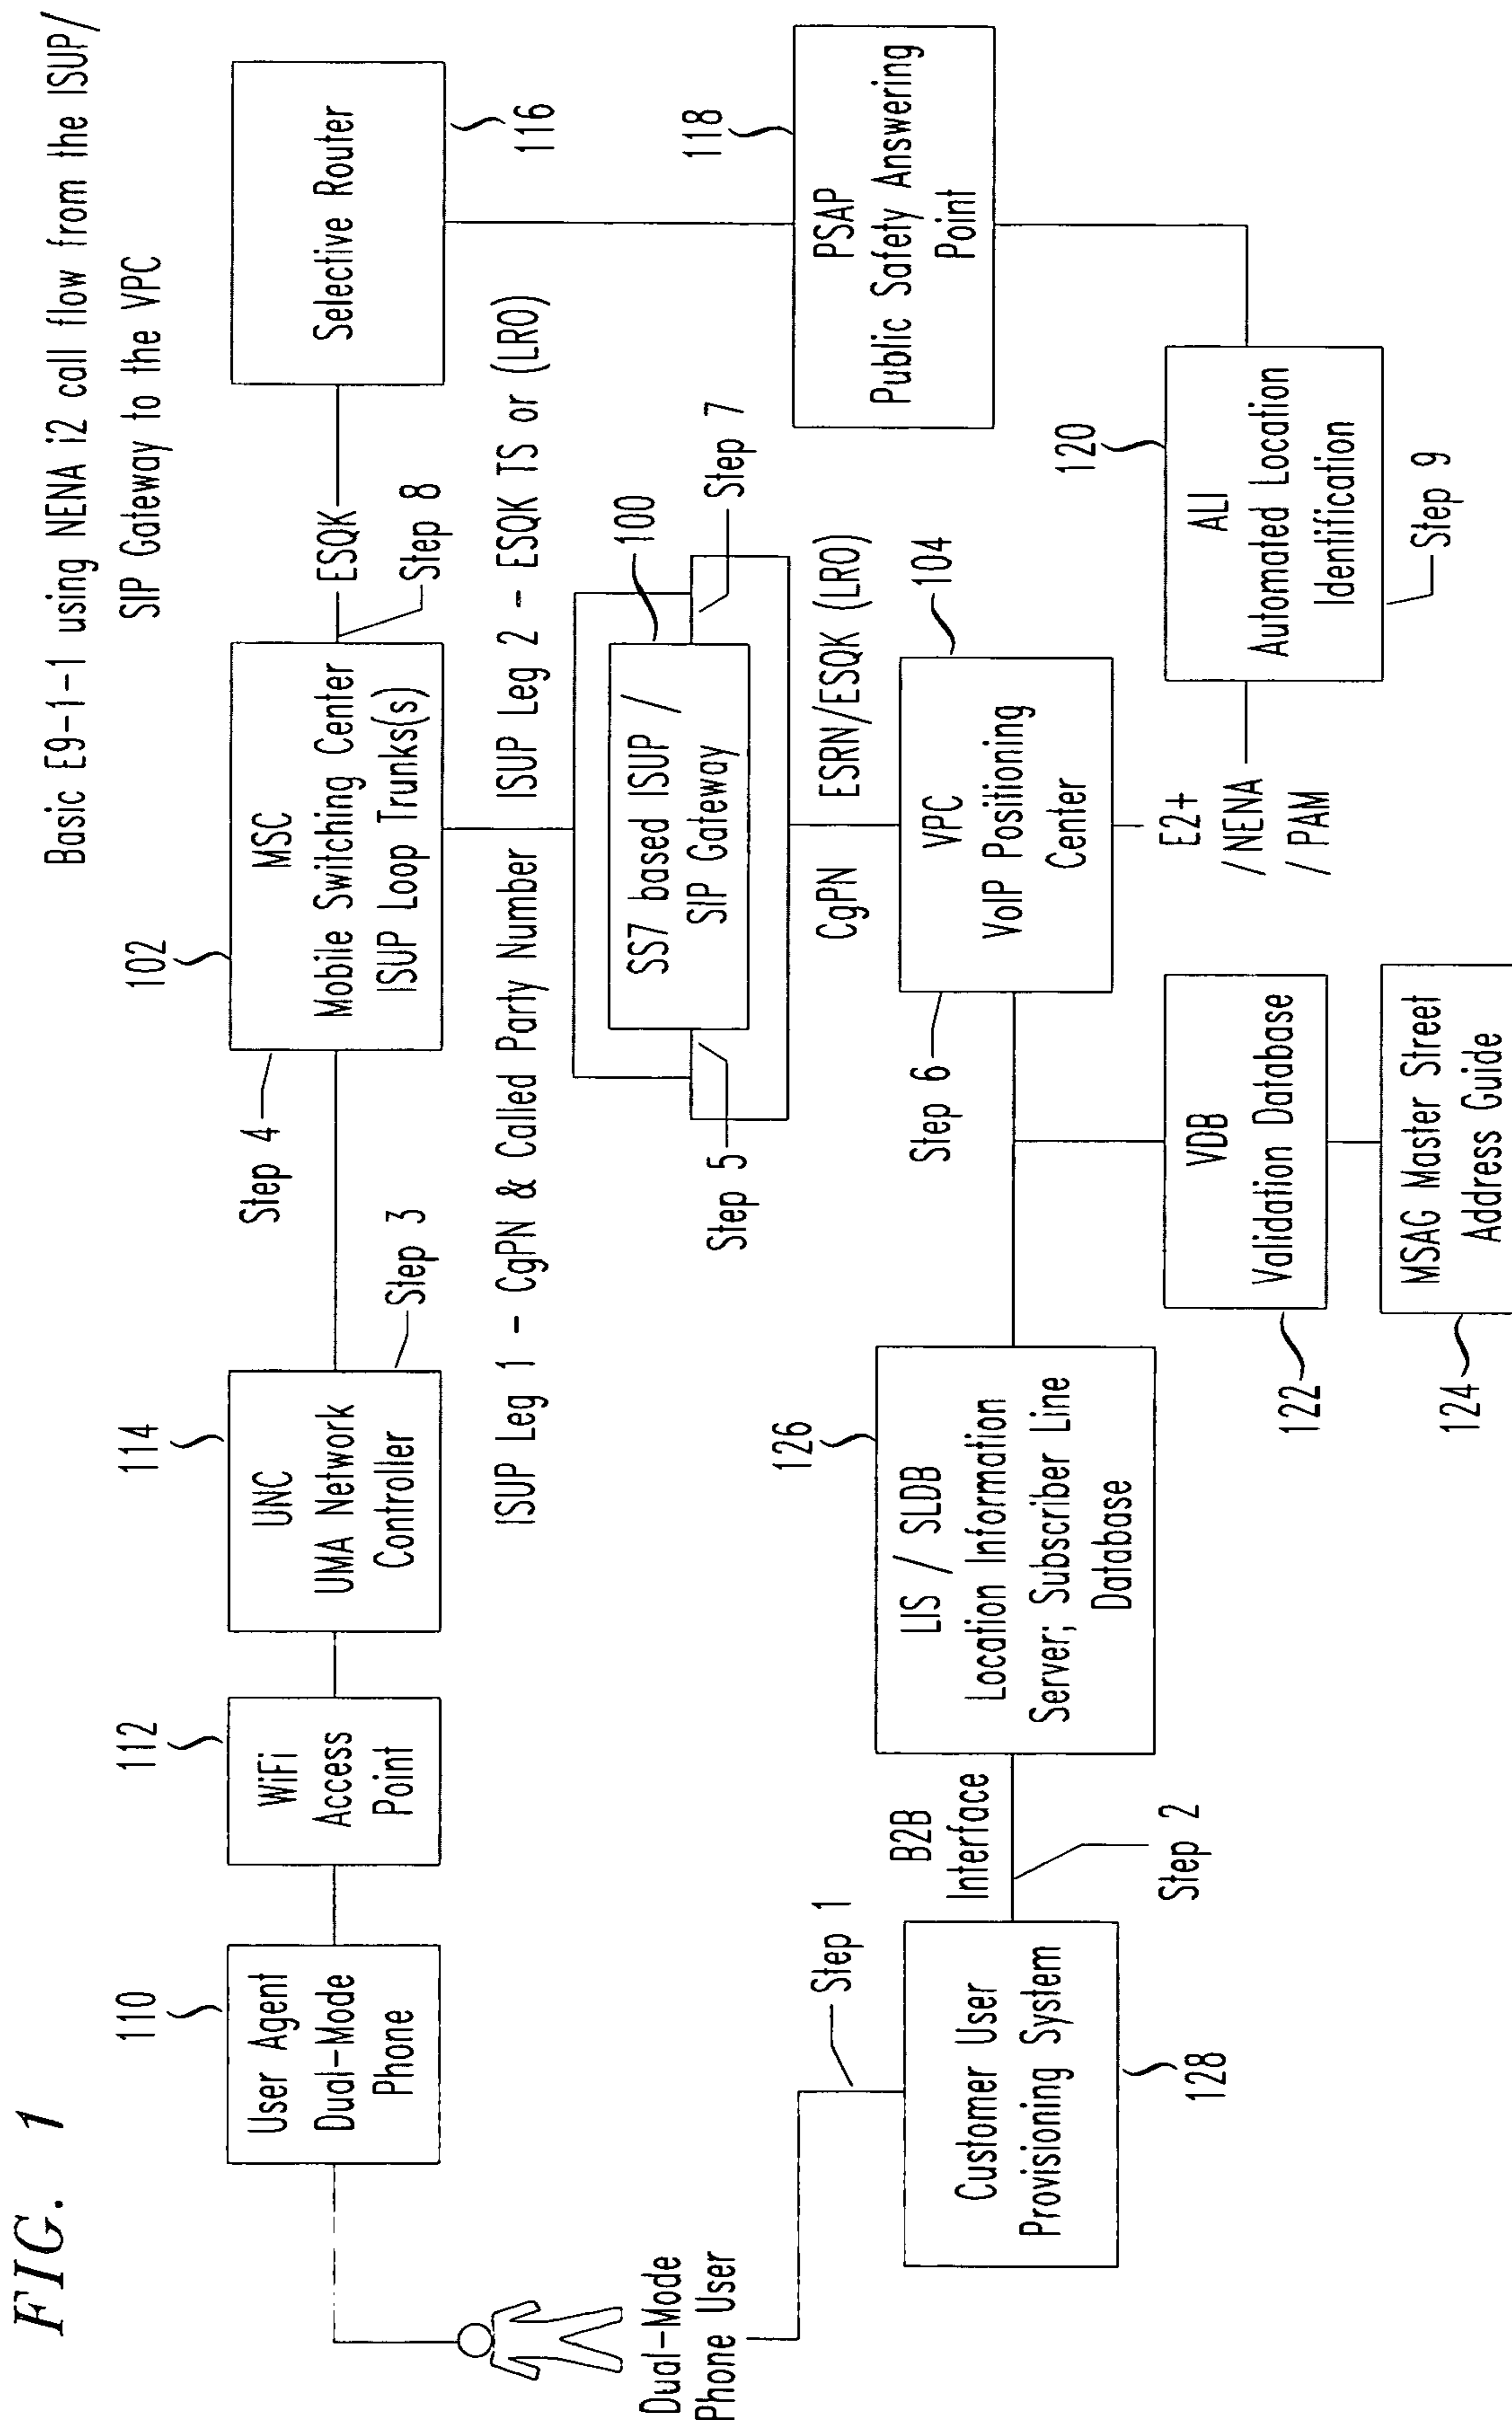 FIG. 1
Basic E9-1-1 using NENA i2 call flow from the ISUP/
SIP Gateway to the VPC
110
User Agent
Dual-Mode
Phone
112
WiFi
Access
Point
114
UNC
UMA Network
Controller
Step 3
Step 4
102
MSC
Mobile Switching Center
ISUP Loop Trunks(s)
Step 8
ESQK
Selective Router
116
ISUP Leg 1 - CgPN & Called Party Number
ISUP Leg 2 - ESQK TS or (LRO)
Step 5
SS7 based ISUP /
SIP Gateway
100
Step 7
118
PSAP
Public Safety Answering
Point
CgPN
ESRN/ESQK (LRO)
Step 6
VPC
VoIP Positioning
Center
104
E2+
/NENA
/ PAM
120
ALI
Automated Location
Identification
Step 9
Dual-Mode
Phone User
Step 1
Customer User
Provisioning System
128
B2B
Interface
Step 2
126
LIS / SLDB
Location Information
Server; Subscriber Line
Database
VDB
Validation Database
122
MSAG Master Street
Address Guide
124